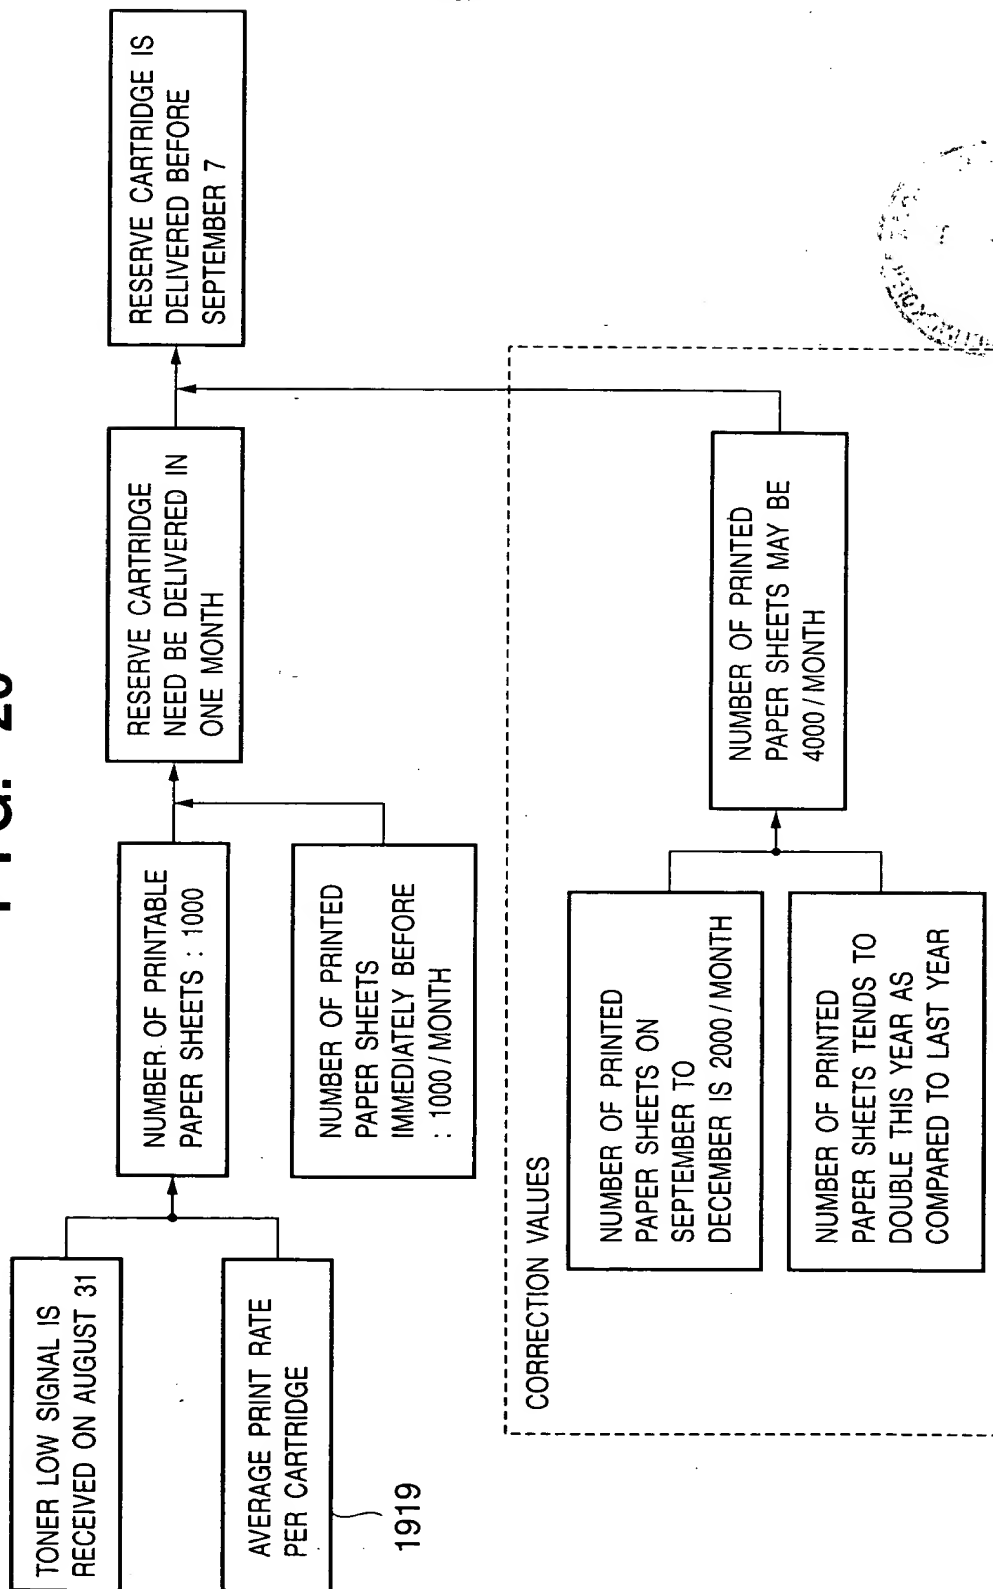 TONER LOW SIGNAL IS
RECEIVED ON AUGUST 31
AVERAGE PRINT RATE
PER CARTRIDGE
1919
NUMBER OF PRINTABLE
PAPER SHEETS : 1000
NUMBER OF PRINTED
PAPER SHEETS
IMMEDIATELY BEFORE
: 1000 / MONTH
RESERVE CARTRIDGE
NEED BE DELIVERED IN
ONE MONTH
RESERVE CARTRIDGE IS
DELIVERED BEFORE
SEPTEMBER 7
CORRECTION VALUES
NUMBER OF PRINTED
PAPER SHEETS ON
SEPTEMBER TO
DECEMBER IS 2000 / MONTH
NUMBER OF PRINTED
PAPER SHEETS TENDS TO
DOUBLE THIS YEAR AS
COMPARED TO LAST YEAR
NUMBER OF PRINTED
PAPER SHEETS MAY BE
4000 / MONTH